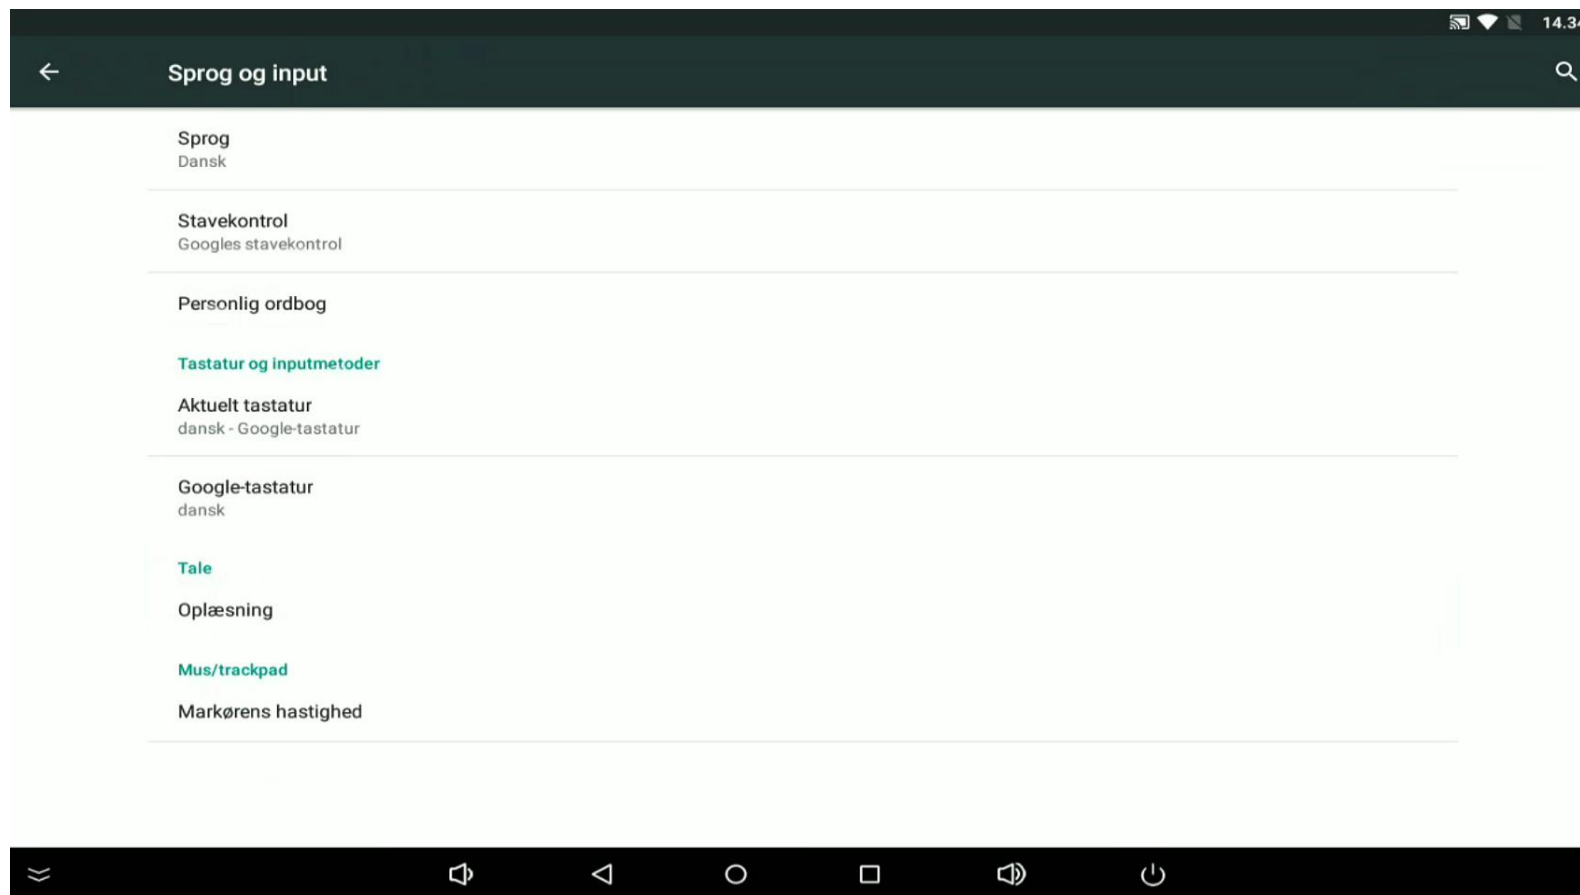 14.34
Sprog og input
Sprog
Dansk
Stavekontrol
Googles stavekontrol
Personlig ordbog
Tastatur og inputmetoder
Aktuelt tastatur
dansk - Google-tastatur
Google-tastatur
dansk
Tale
Oplæsning
Mus/trackpad
Markørens hastighed